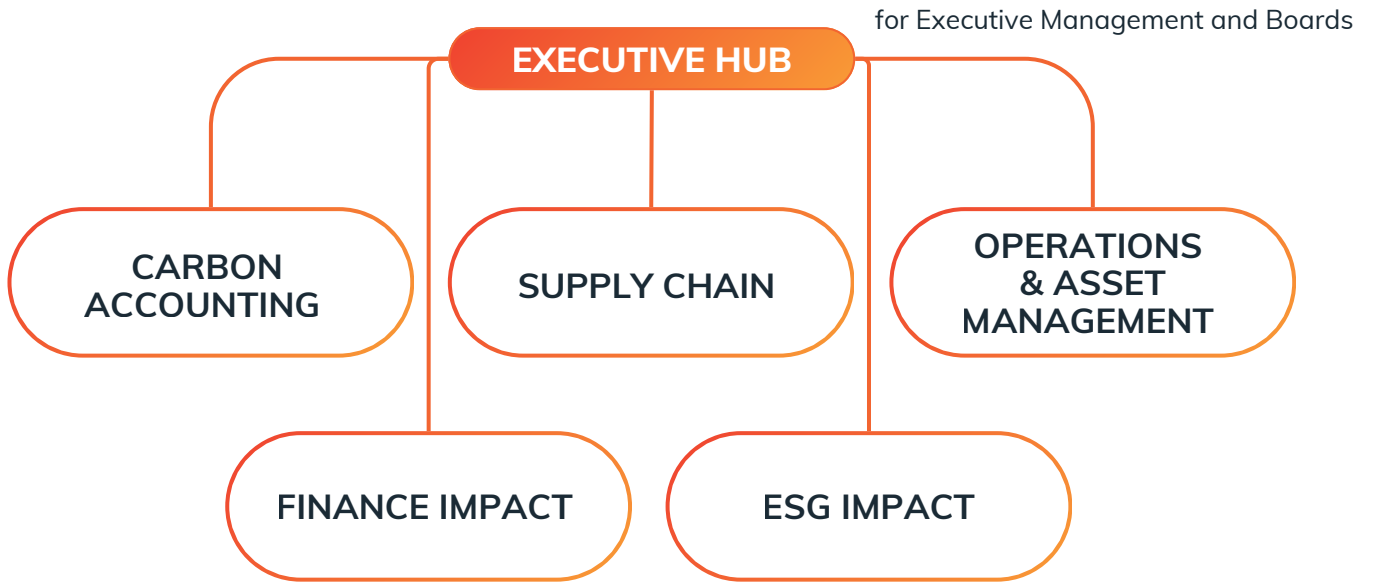 for Executive Management and Boards
EXECUTIVE HUB
CARBON
ACCOUNTING
SUPPLY CHAIN
OPERATIONS
& ASSET
MANAGEMENT
FINANCE IMPACT
ESG IMPACT